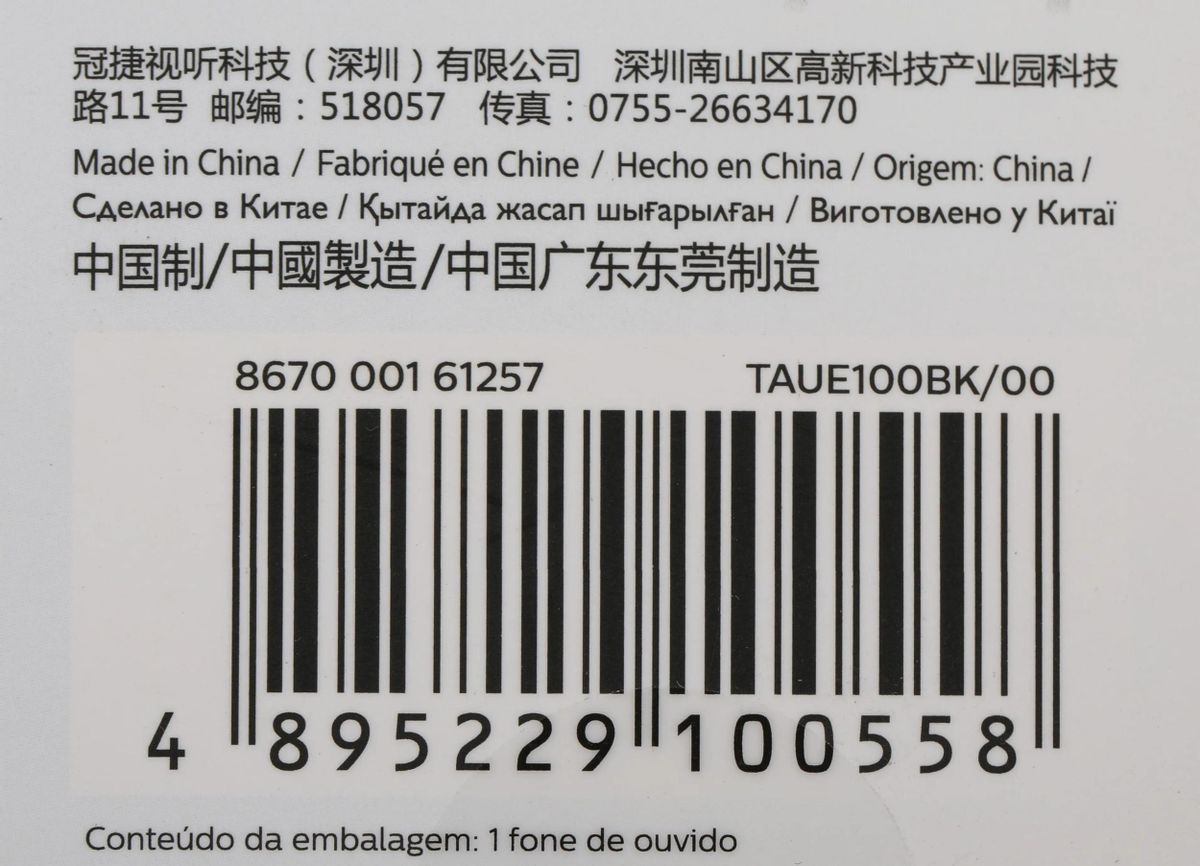 冠捷视听科技（深圳）有限公司 深圳南山区高新科技产业园科技
路11号 邮编：518057 传真：0755-26634170
Made in China / Fabriqué en Chine / Hecho en China / Origem: China /
Сделано в Китае / Қытайда жасап шығарылған / Виготовлено у Китаї
中国制/中國製造/中国广东东莞制造
8670 001 61257 TAUE100BK/00
4 895229 100558
Conteúdo da embalagem: 1 fone de ouvido